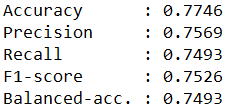 Accuracy      : 0.7746
Precision     : 0.7569
Recall        : 0.7493
F1-score      : 0.7526
Balanced-acc. : 0.7493